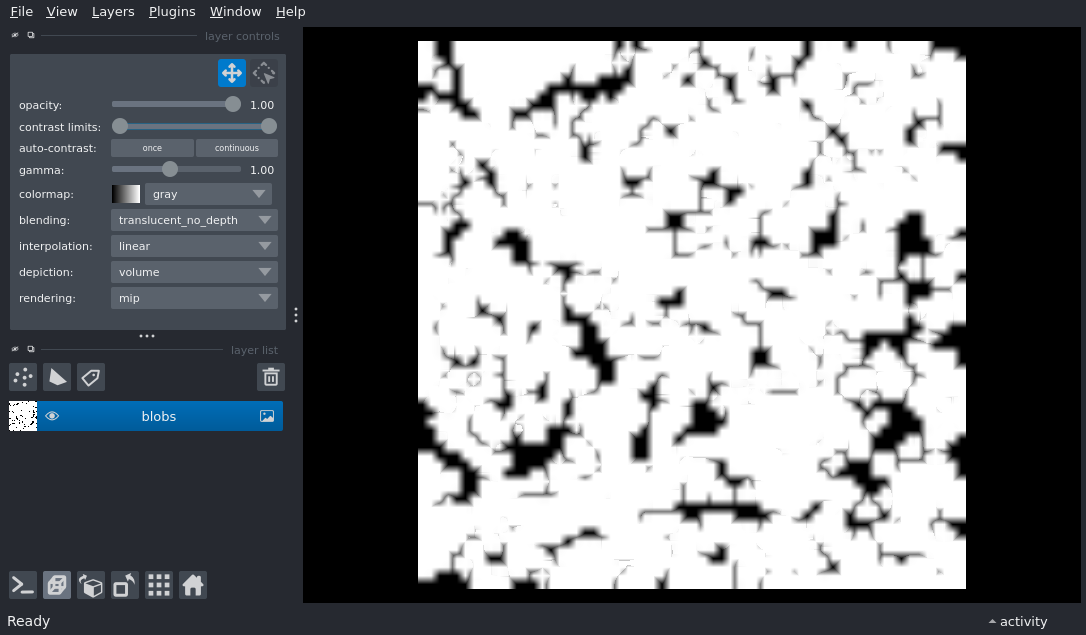 File View Layers Plugins Window Help
layer controls
opacity: 1.00
contrast limits:
auto-contrast: once continuous
gamma: 1.00
colormap: gray
blending: translucent_no_depth
interpolation: linear
depiction: volume
rendering: mip
layer list
blobs
Ready activity